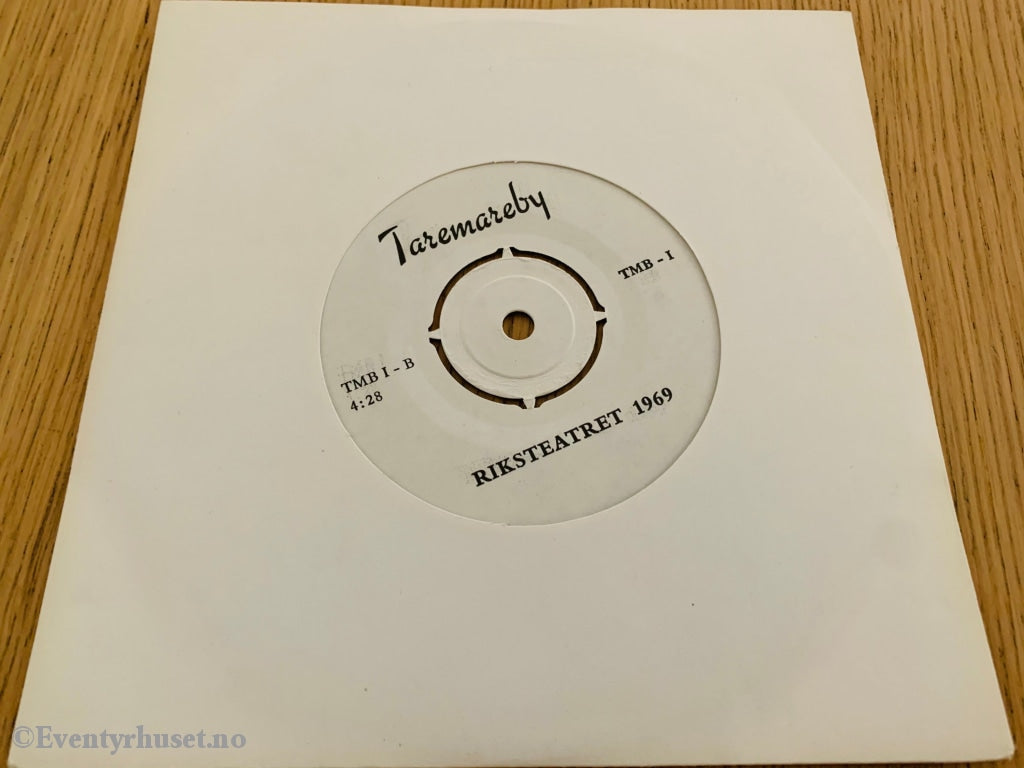 Taremareby
TMB - I
TMB I - B
4:28
RIKSTEATRET 1969
©Eventyrhuset.no